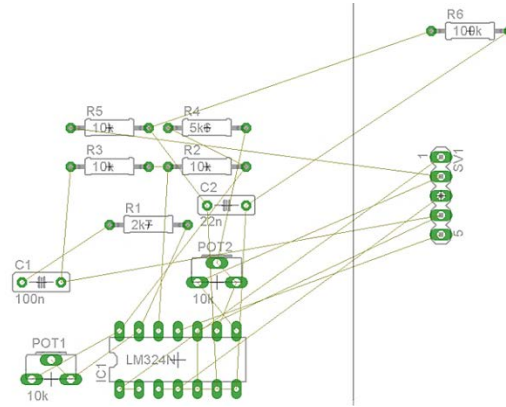 R6
100k
R5
R4
10k
5k6
R3
R2
10k
10k
1
SV1
C2
R1
22n
2k7
5
POT2
C1
100n
10k
POT1
LM324N
IC1
10k